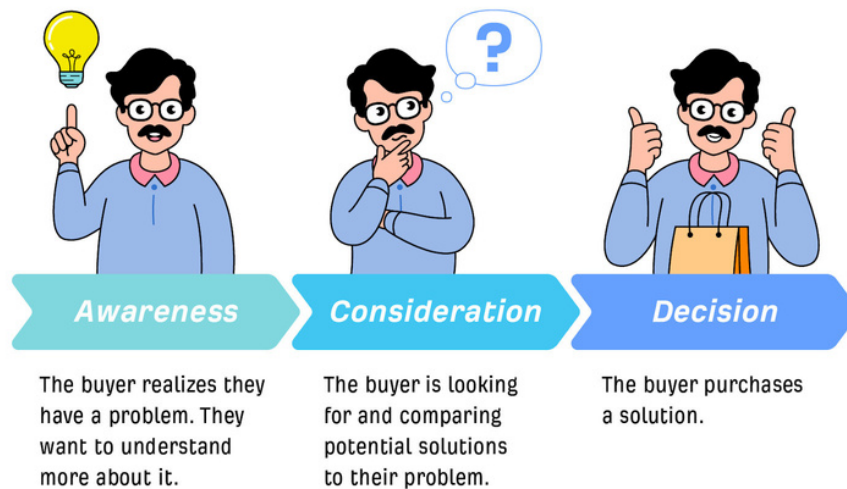 ?
Awareness
Consideration
Decision
The buyer realizes they
have a problem. They
want to understand
more about it.
The buyer is looking
for and comparing
potential solutions
to their problem.
The buyer purchases
a solution.